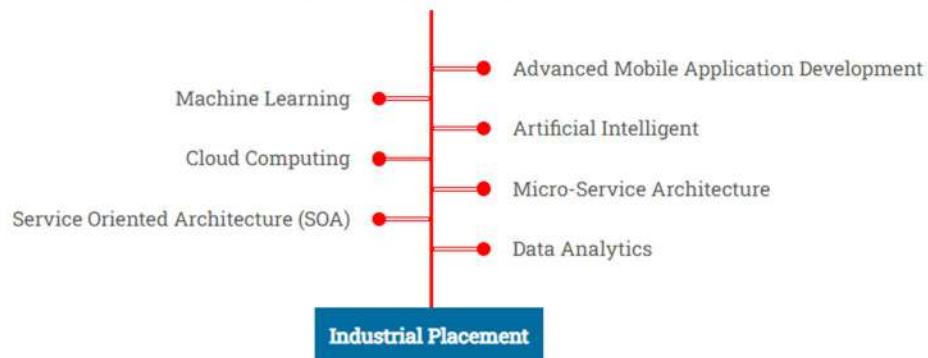 Advanced Mobile Application Development
Machine Learning
Artificial Intelligent
Cloud Computing
Micro-Service Architecture
Service Oriented Architecture (SOA)
Data Analytics
Industrial Placement